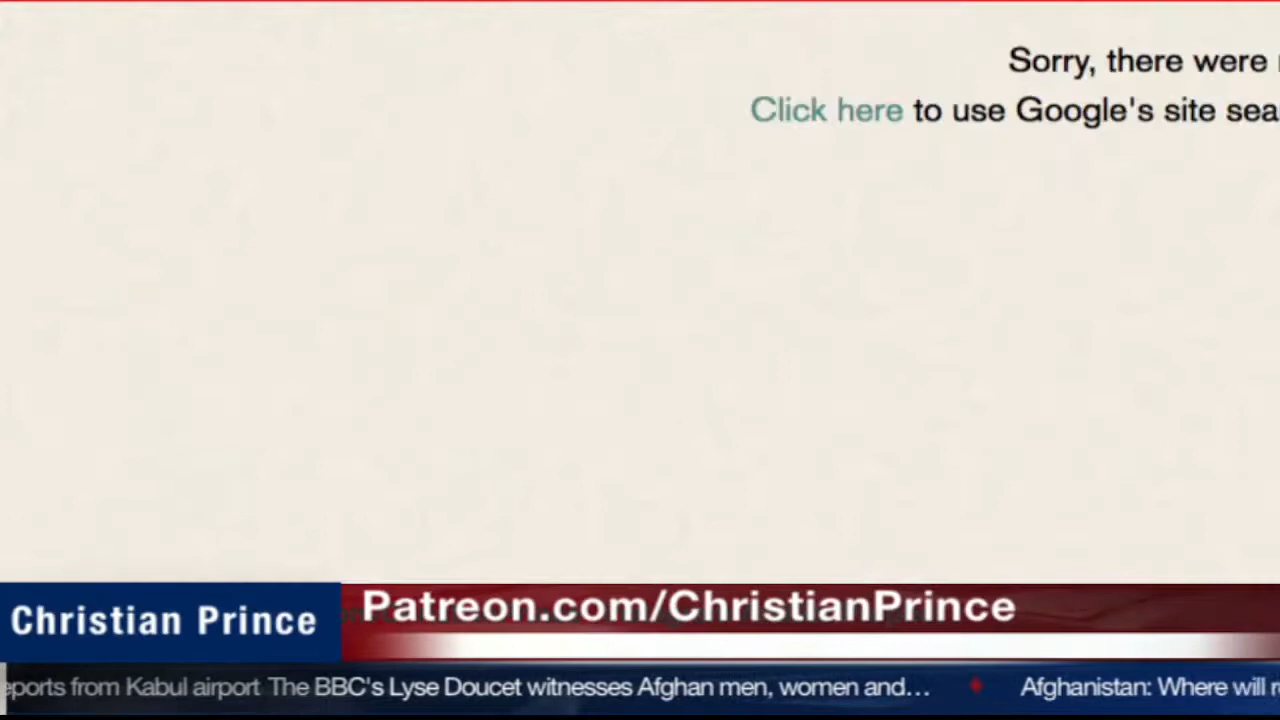 Sorry, there were
Click here to use Google's site sea
Christian Prince
Patreon.com/ChristianPrince
eports from Kabul airport The BBC's Lyse Doucet witnesses Afghan men, women and... ♦ Afghanistan: Where will